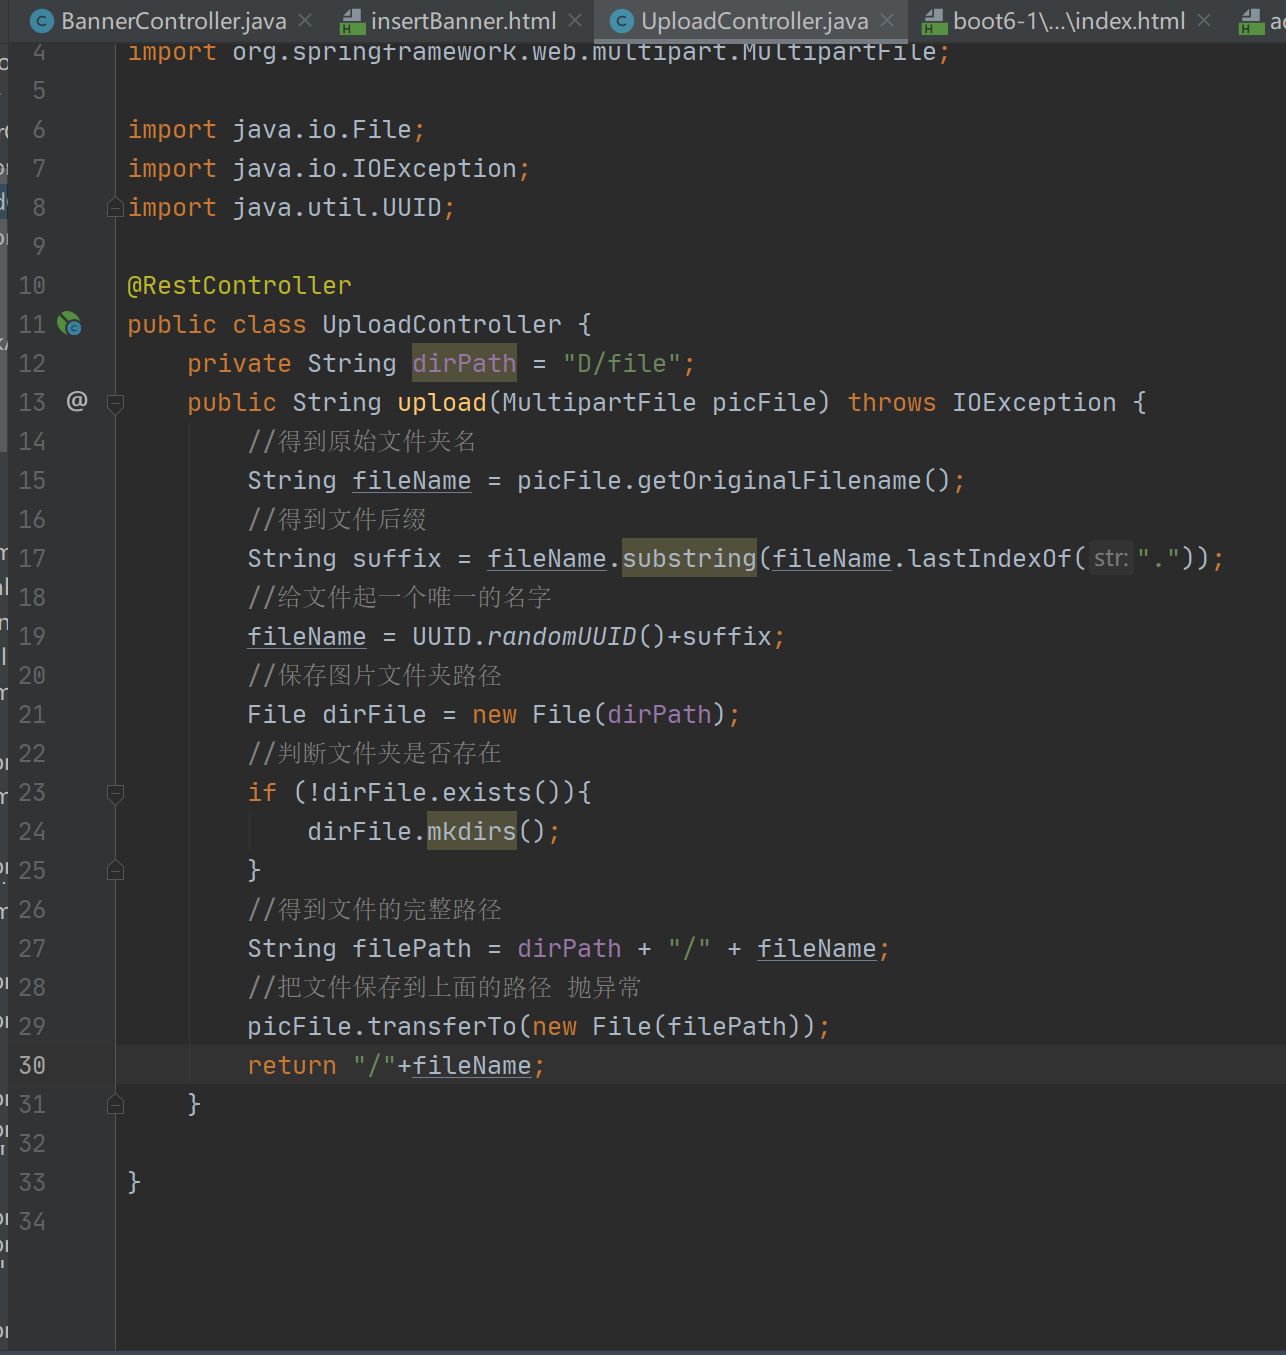 BannerController.java insertBanner.html UploadController.java boot6-1\...\index.html
4 import org.springframework.web.multipart.MultipartFile;
5
6 import java.io.File;
7 import java.io.IOException;
8 import java.util.UUID;
9
10 @RestController
11 public class UploadController {
12 private String dirPath = "D/file";
13 @ public String upload(MultipartFile picFile) throws IOException {
14 //得到原始文件夹名
15 String fileName = picFile.getOriginalFilename();
16 //得到文件后缀
17 String suffix = fileName.substring(fileName.lastIndexOf( str: "."));
18 //给文件起一个唯一的名字
19 fileName = UUID.randomUUID()+suffix;
20 //保存图片文件夹路径
21 File dirFile = new File(dirPath);
22 //判断文件夹是否存在
23 if (!dirFile.exists()){
24 dirFile.mkdirs();
25 }
26 //得到文件的完整路径
27 String filePath = dirPath + "/" + fileName;
28 //把文件保存到上面的路径 抛异常
29 picFile.transferTo(new File(filePath));
30 return "/"+fileName;
31 }
32
33 }
34